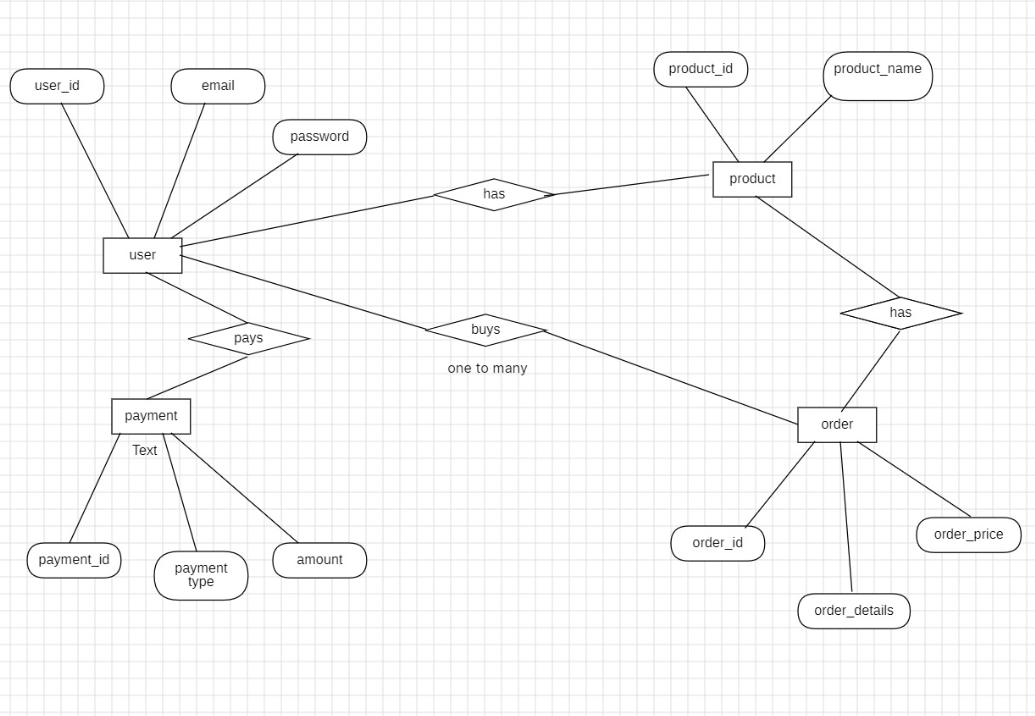 product_id
product_name
user_id
email
password
has
product
user
has
buys
pays
one to many
payment
order
Text
order_id
order_price
payment_id
payment
type
amount
order_details